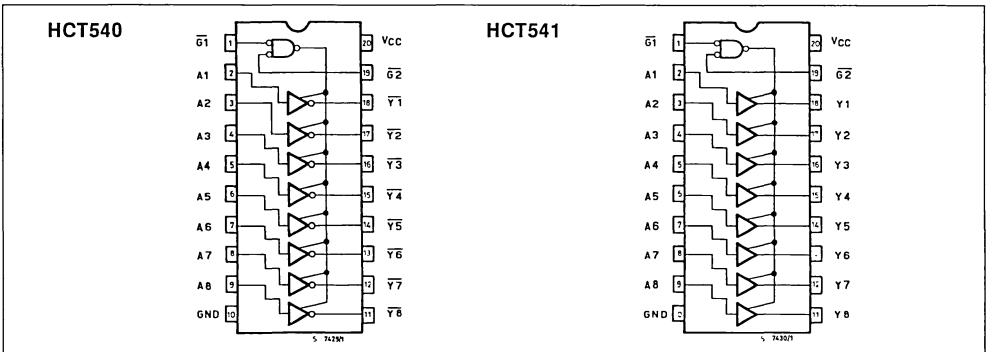 HCT540
HCT541
G1 1 20 VCC
A1 2 19 G2
A2 3 18 Y1
A3 4 17 Y2
A4 5 16 Y3
A5 6 15 Y4
A6 7 14 Y5
A7 8 13 Y6
A8 9 12 Y7
GND 10 11 Y8
S 7429/1
G1 1 20 VCC
A1 2 19 G2
A2 3 18 Y1
A3 4 Y2
A4 5 16 Y3
A5 15 Y4
A6 7 14 Y5
A7 8 Y6
A8 9 12 Y7
GND 11 Y8
S 7430/1